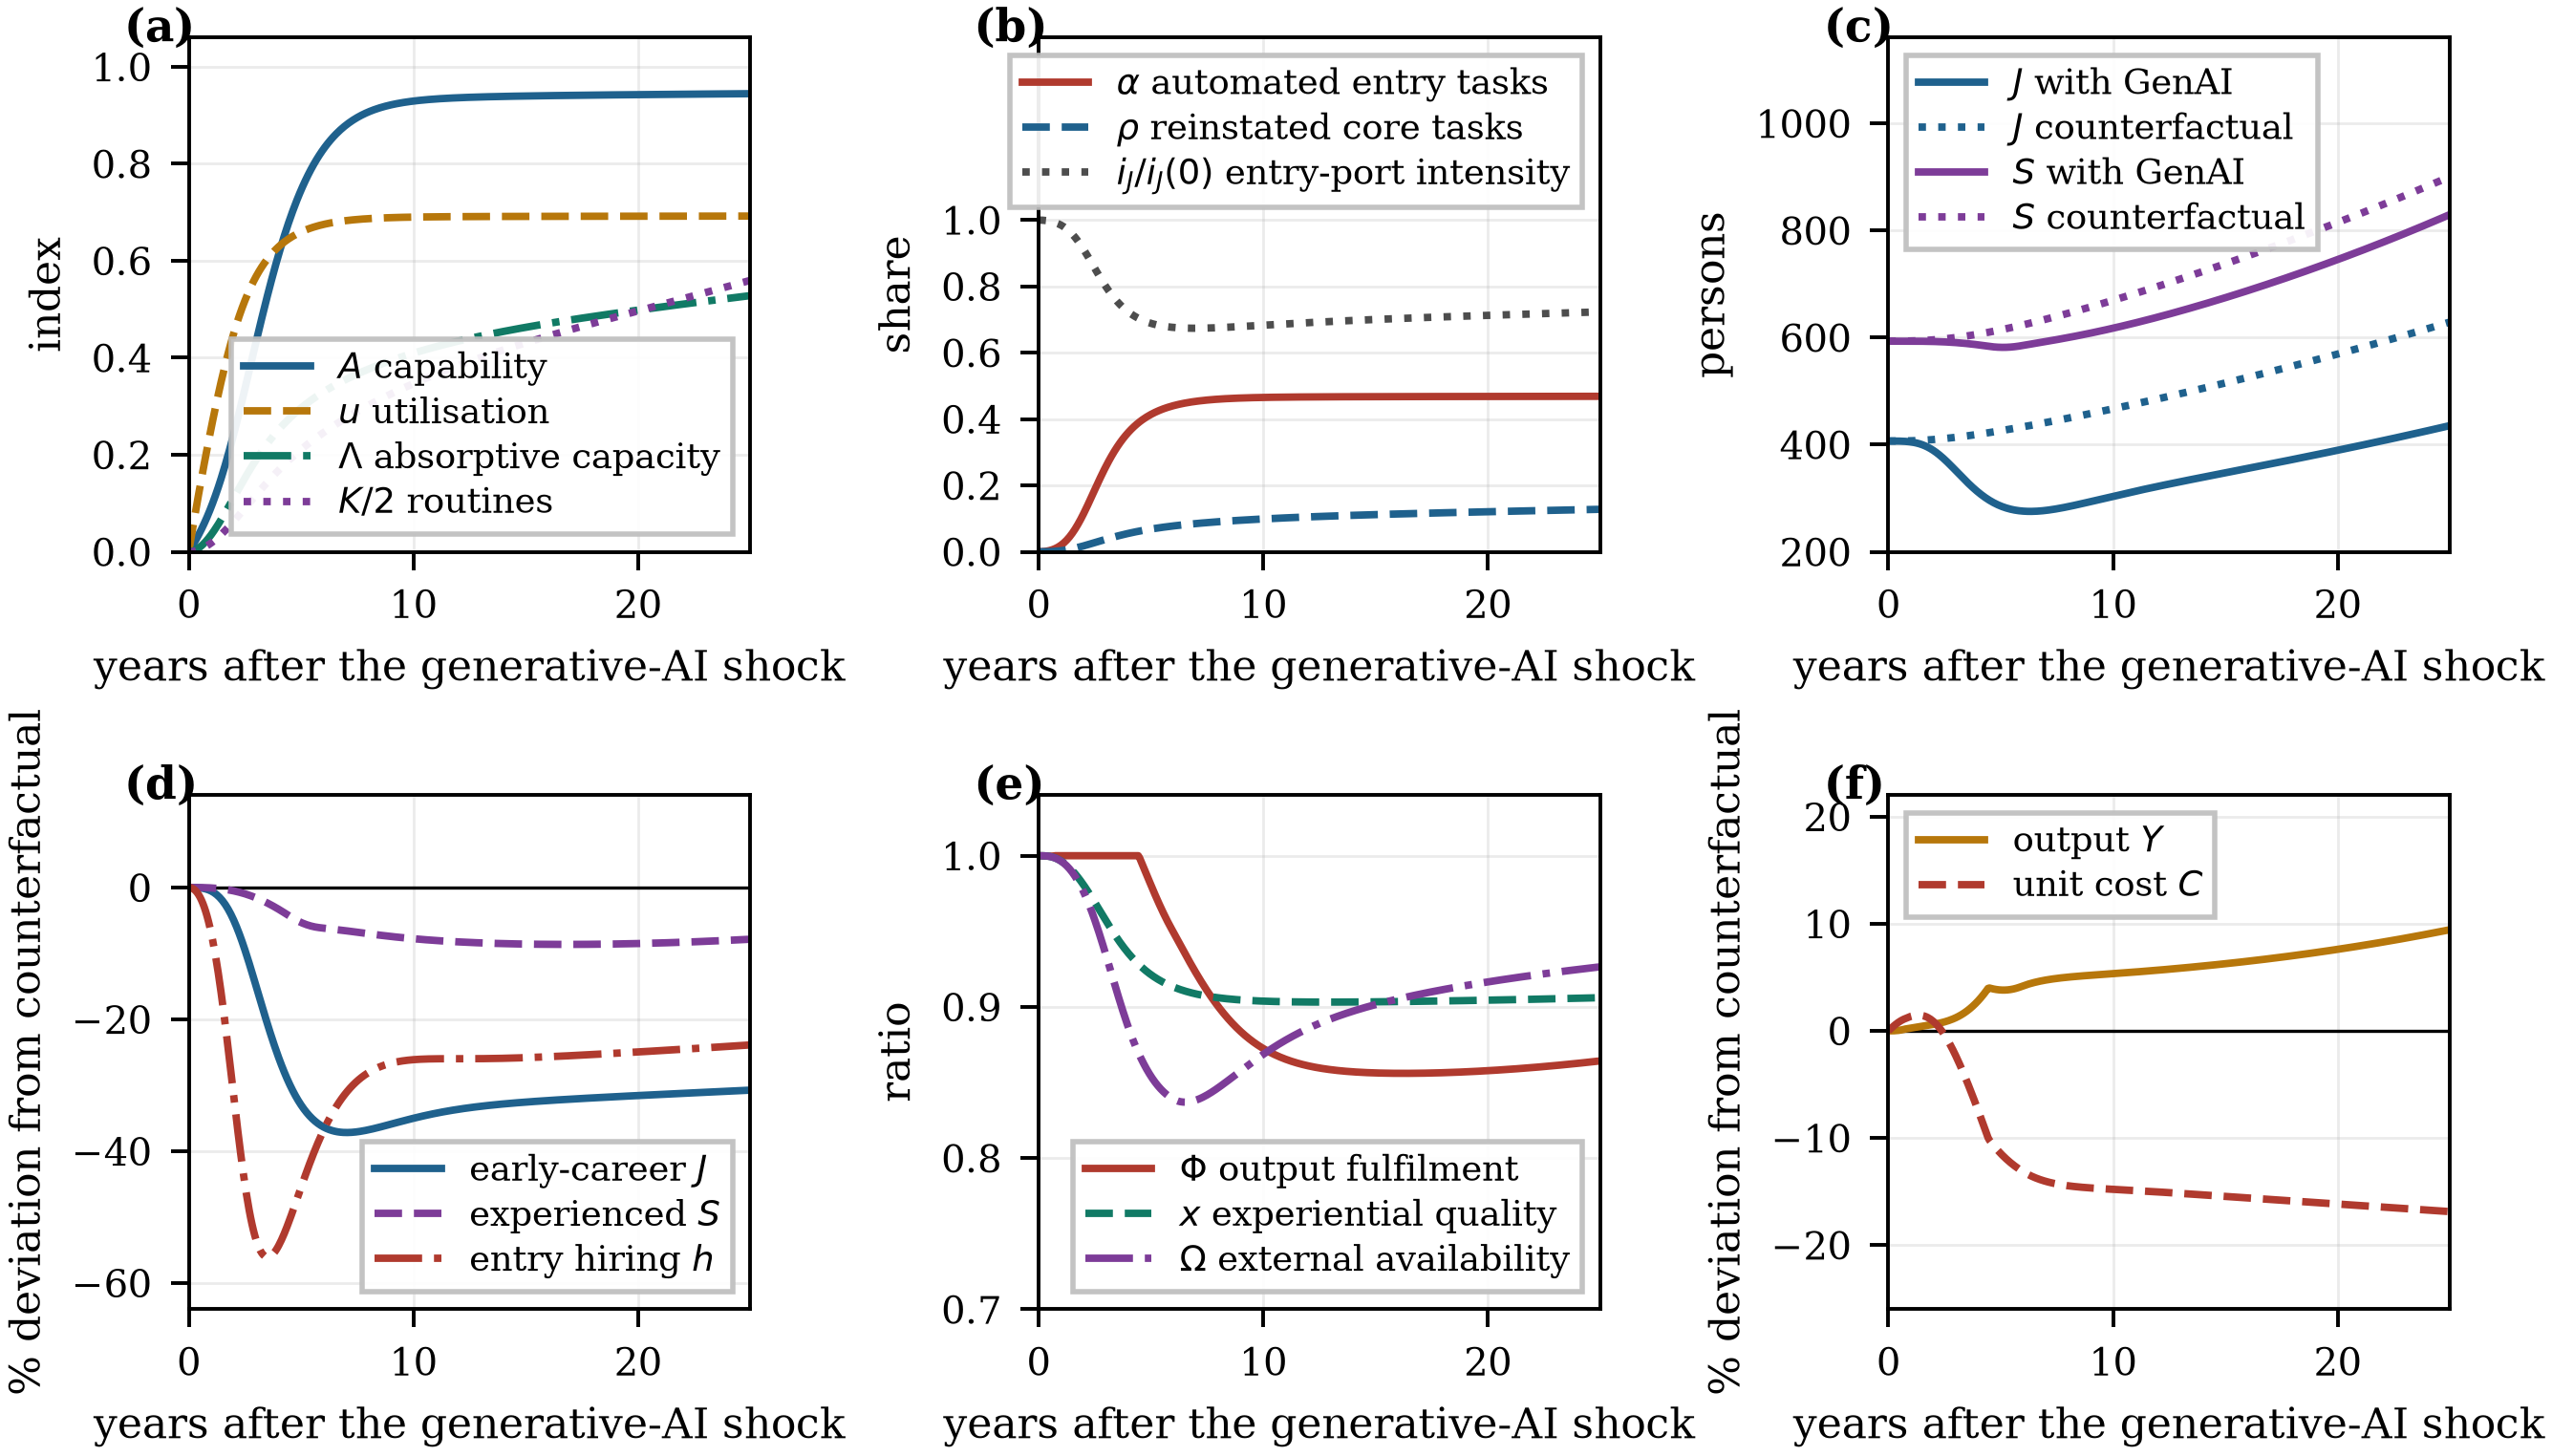 (a)
1.0
0.8
0.6
0.4
0.2
0.0
index
A capability
u utilisation
Λ absorptive capacity
K/2 routines
0 10 20
years after the generative-AI shock
(b)
1.0
0.8
0.6
0.4
0.2
0.0
share
α automated entry tasks
ρ reinstated core tasks
i_J/i_J(0) entry-port intensity
0 10 20
years after the generative-AI shock
(c)
1000
800
600
400
200
persons
J with GenAI
J counterfactual
S with GenAI
S counterfactual
0 10 20
years after the generative-AI shock
(d)
0
−20
−40
−60
% deviation from counterfactual
early-career J
experienced S
entry hiring h
0 10 20
years after the generative-AI shock
(e)
1.0
0.9
0.8
0.7
ratio
Φ output fulfilment
x experiential quality
Ω external availability
0 10 20
years after the generative-AI shock
(f)
20
10
0
−10
−20
% deviation from counterfactual
output Y
unit cost C
0 10 20
years after the generative-AI shock